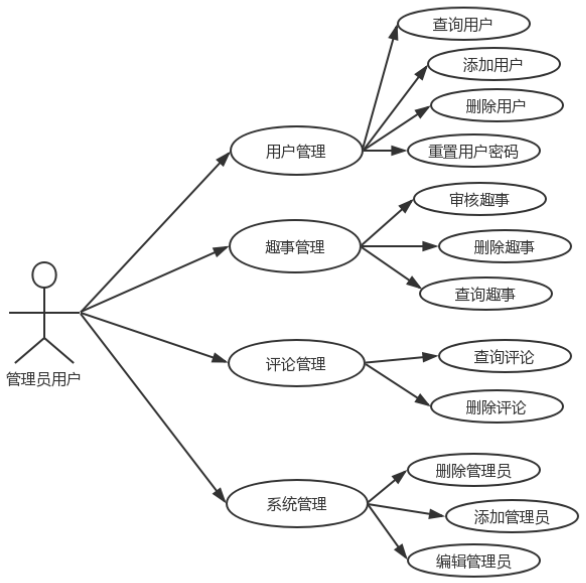 查询用户
添加用户
删除用户
用户管理
重置用户密码
审核趣事
趣事管理
删除趣事
查询趣事
管理员用户
查询评论
评论管理
删除评论
删除管理员
系统管理
添加管理员
编辑管理员